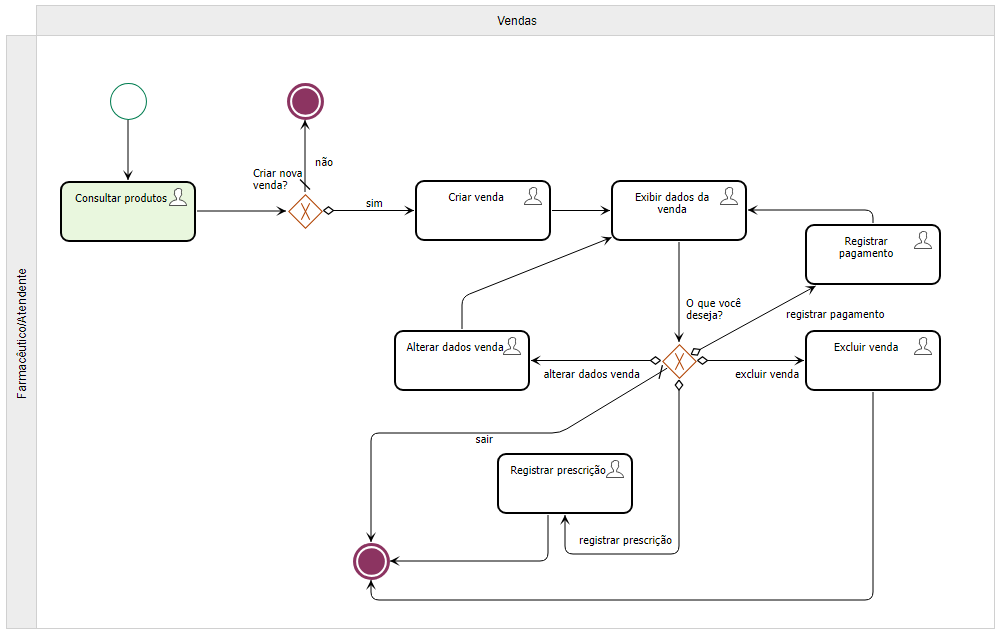 Vendas
Farmacêutico/Atendente
Consultar produtos
Criar nova
venda?
não
sim
Criar venda
Exibir dados da
venda
Registrar
pagamento
O que você
deseja?
registrar pagamento
Alterar dados venda
alterar dados venda
Excluir venda
excluir venda
sair
Registrar prescrição
registrar prescrição